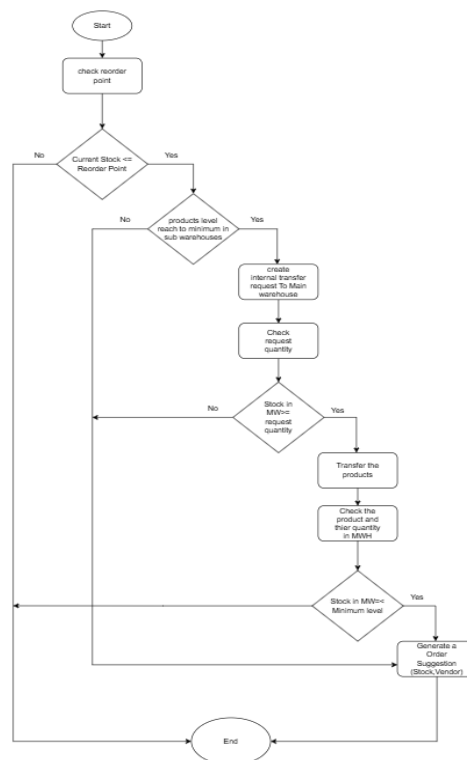 Start
check reorder
point
No
Current Stock <=
Reorder Point
Yes
No
products level
reach to minimum in
sub warehouses
Yes
create
internal transfer
request To Main
warehouse
Check
request
quantity
No
Stock in
MW>=
request
quantity
Yes
Transfer the
products
Check the
product and
thier quantity
in MWH
Stock in MW=<
Minimum level
Yes
Generate a
Order
Suggestion
(Stock,Vendor)
End